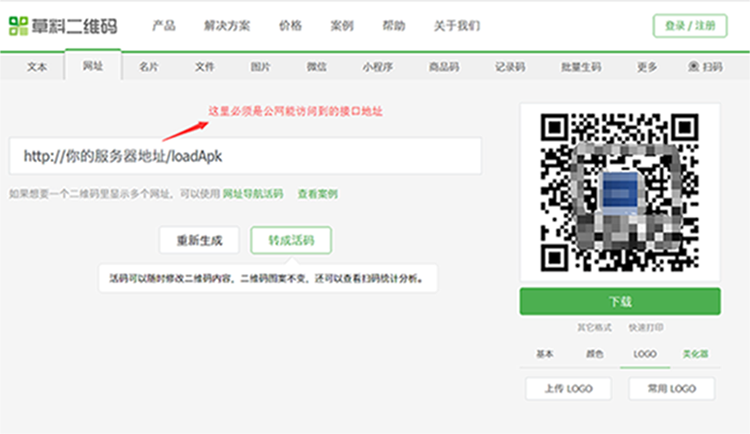 草料二维码 产品 解决方案 价格 案例 帮助 关于我们 登录 / 注册
文本 网址 名片 文件 图片 微信 小程序 商品码 记录码 批量生码 更多 扫码
这里必须是公网能访问到的接口地址
http://你的服务器地址/loadApk
如果想要一个二维码里显示多个网址，可以使用 网址导航活码 查看案例
重新生成 转成活码
活码可以随时修改二维码内容，二维码图案不变，还可以查看扫码统计分析。
下载
其它格式 快速打印
基本 颜色 LOGO 美化器
上传 LOGO 常用 LOGO